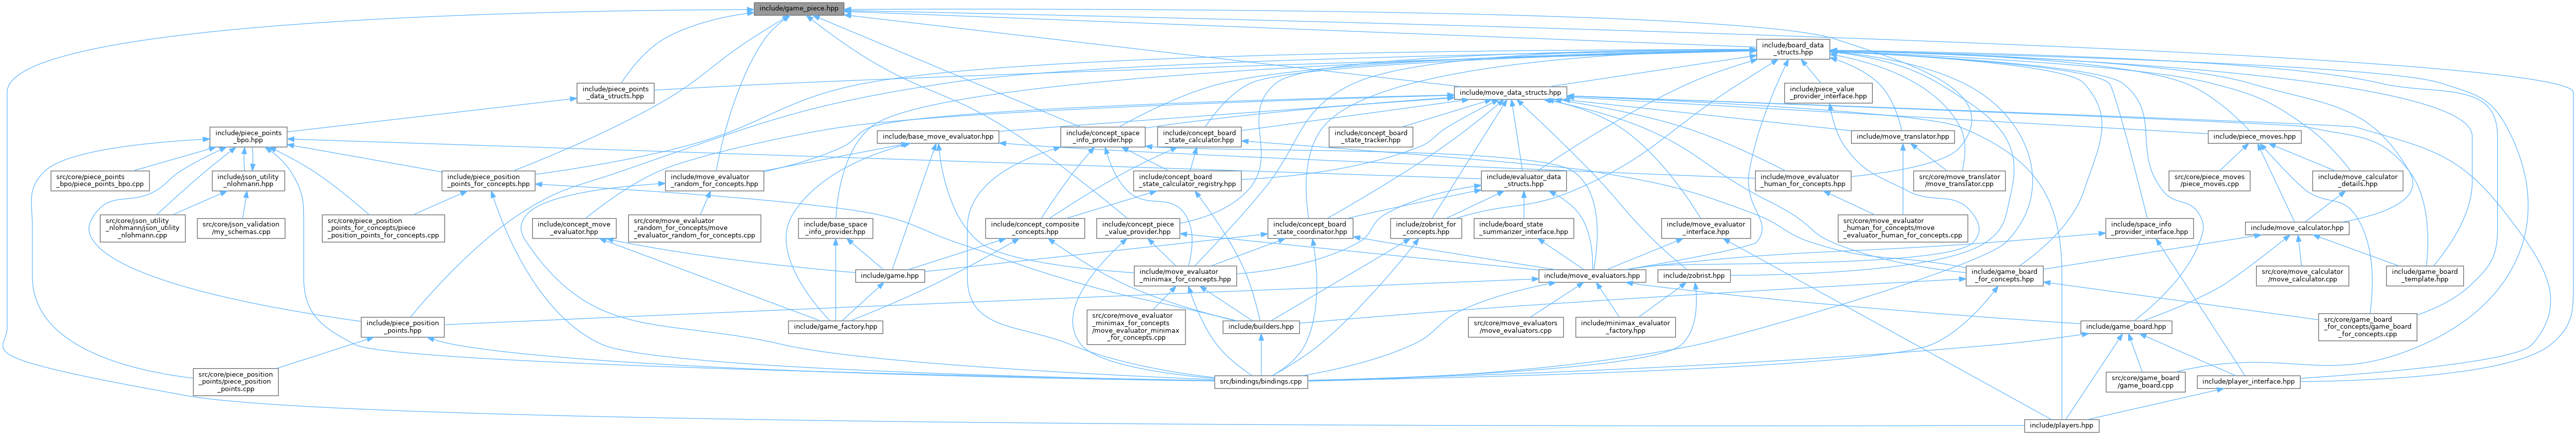 include/game_piece.hpp
include/board_data
_structs.hpp
include/piece_points
_data_structs.hpp
include/move_data_structs.hpp
include/piece_value
_provider_interface.hpp
include/piece_points
_bpo.hpp
include/base_move_evaluator.hpp
include/concept_space
_info_provider.hpp
include/concept_board
_state_calculator.hpp
include/concept_board
_state_tracker.hpp
include/move_translator.hpp
include/piece_moves.hpp
src/core/piece_points
_bpo/piece_points_bpo.cpp
include/json_utility
_nlohmann.hpp
include/piece_position
_points_for_concepts.hpp
include/move_evaluator
_random_for_concepts.hpp
include/concept_board
_state_calculator_registry.hpp
include/evaluator_data
_structs.hpp
include/move_evaluator
_human_for_concepts.hpp
src/core/move_translator
/move_translator.cpp
src/core/piece_moves
/piece_moves.cpp
include/move_calculator
_details.hpp
src/core/json_utility
_nlohmann/json_utility
_nlohmann.cpp
src/core/json_validation
/my_schemas.cpp
src/core/piece_position
_points_for_concepts/piece
_position_points_for_concepts.cpp
include/concept_move
_evaluator.hpp
src/core/move_evaluator
_random_for_concepts/move
_evaluator_random_for_concepts.cpp
include/base_space
_info_provider.hpp
include/concept_composite
_concepts.hpp
include/concept_piece
_value_provider.hpp
include/concept_board
_state_coordinator.hpp
include/zobrist_for
_concepts.hpp
include/board_state
_summarizer_interface.hpp
include/move_evaluator
_interface.hpp
src/core/move_evaluator
_human_for_concepts/move
_evaluator_human_for_concepts.cpp
include/space_info
_provider_interface.hpp
include/move_calculator.hpp
include/game.hpp
include/move_evaluator
_minimax_for_concepts.hpp
include/move_evaluators.hpp
include/zobrist.hpp
include/game_board
_for_concepts.hpp
src/core/move_calculator
/move_calculator.cpp
include/game_board
_template.hpp
include/piece_position
_points.hpp
include/game_factory.hpp
src/core/move_evaluator
_minimax_for_concepts
/move_evaluator_minimax
_for_concepts.cpp
include/builders.hpp
src/core/move_evaluators
/move_evaluators.cpp
include/minimax_evaluator
_factory.hpp
include/game_board.hpp
src/core/game_board
_for_concepts/game_board
_for_concepts.cpp
src/core/piece_position
_points/piece_position
_points.cpp
src/bindings/bindings.cpp
src/core/game_board
/game_board.cpp
include/player_interface.hpp
include/players.hpp